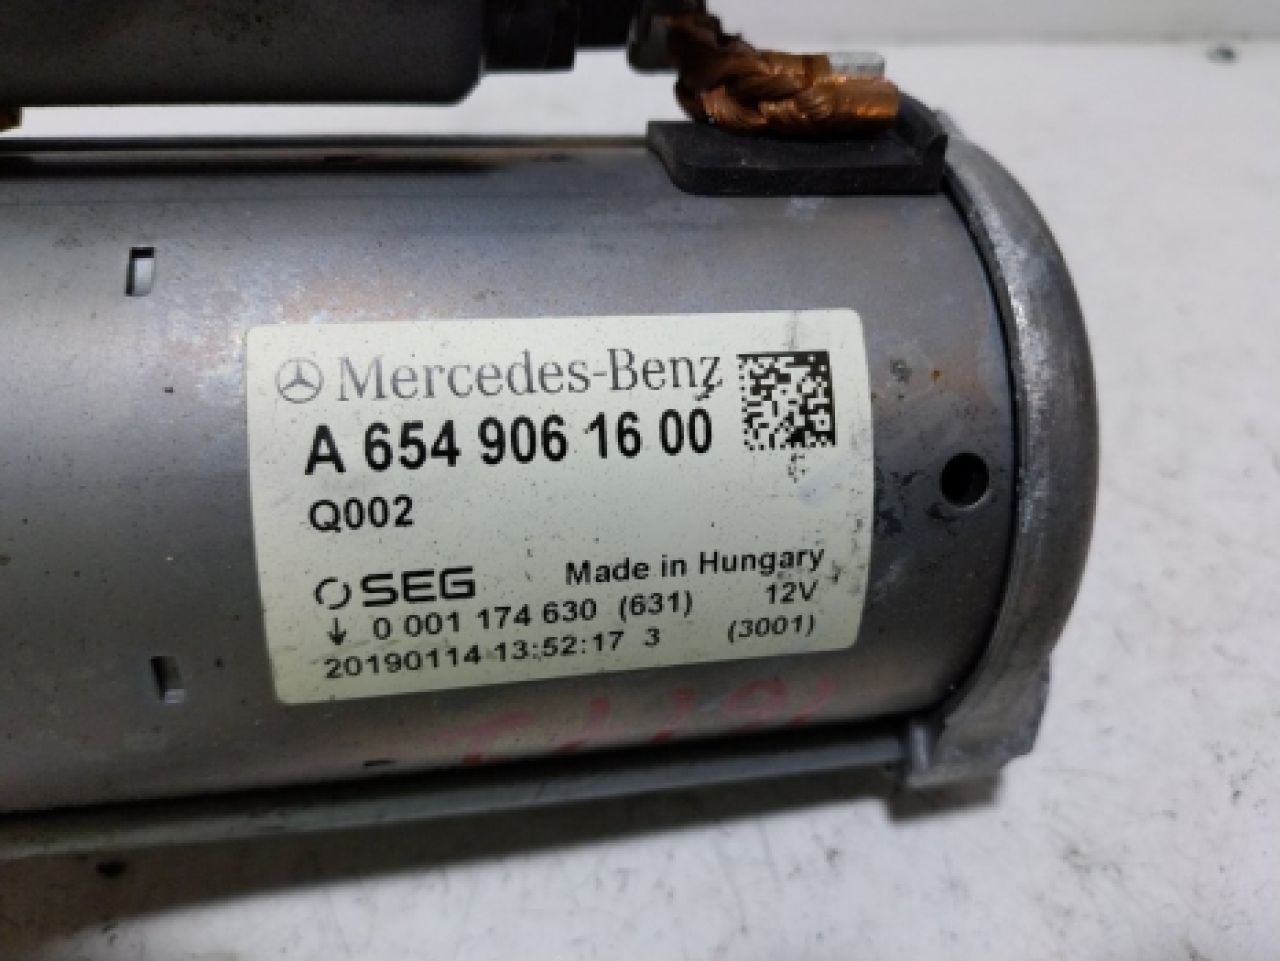 Mercedes-Benz
A 654 906 16 00
Q002
SEG Made in Hungary
0 001 174 630 (631) 12V
20190114 13:52:17 3 (3001)